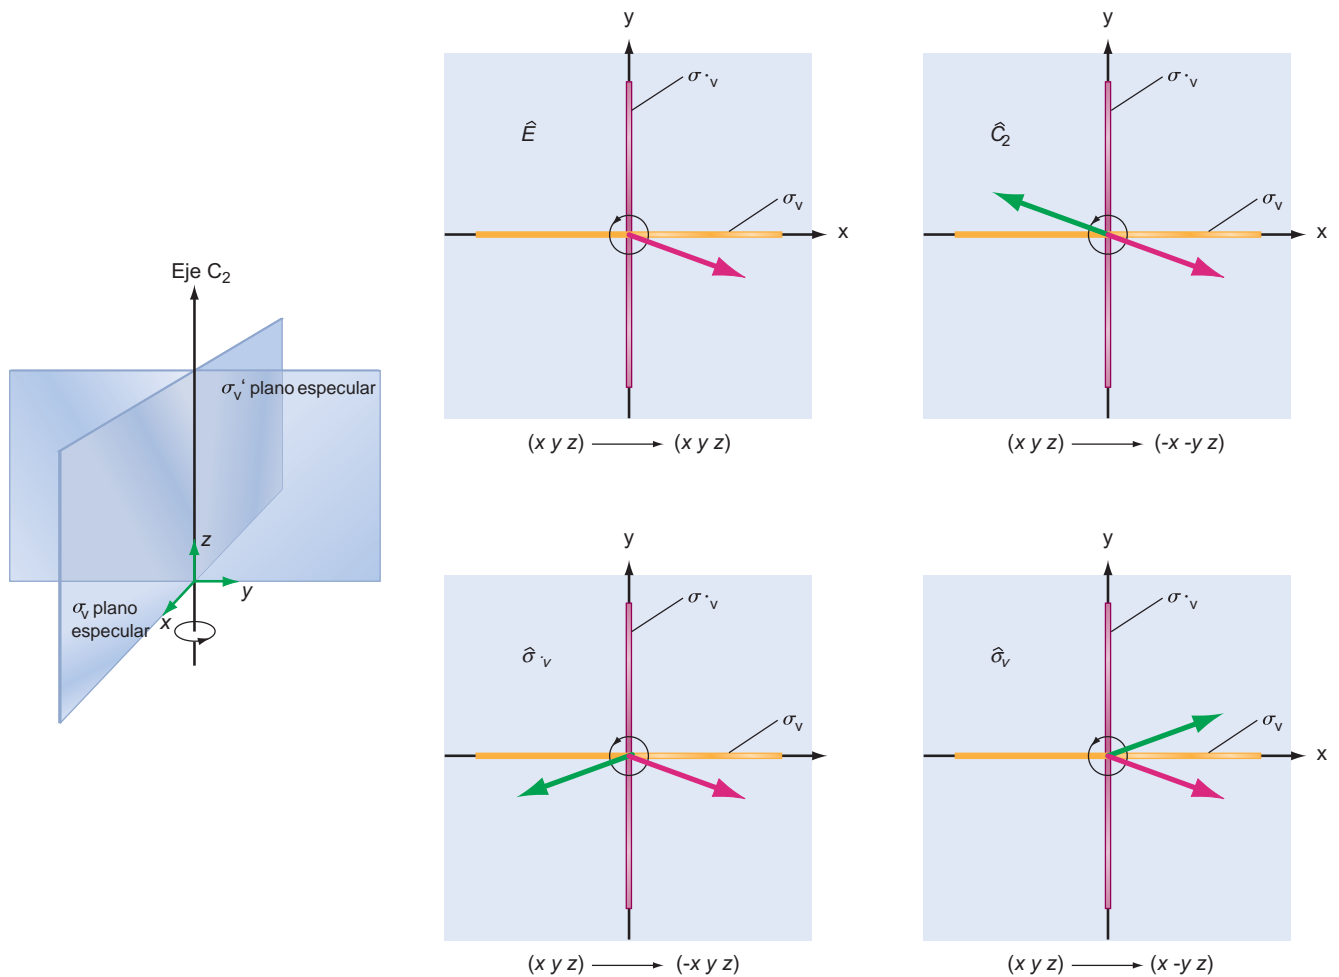 Eje C₂
σᵥ‘ plano especular
z
y
x
σᵥ plano
especular
y
σ·ᵥ
Ê
σᵥ
x
(x y z) ⟶ (x y z)
y
σ·ᵥ
Ĉ₂
σᵥ
x
(x y z) ⟶ (-x -y z)
y
σ·ᵥ
σ̂·ᵥ
σᵥ
(x y z) ⟶ (-x y z)
y
σ·ᵥ
σ̂ᵥ
σᵥ
x
(x y z) ⟶ (x -y z)